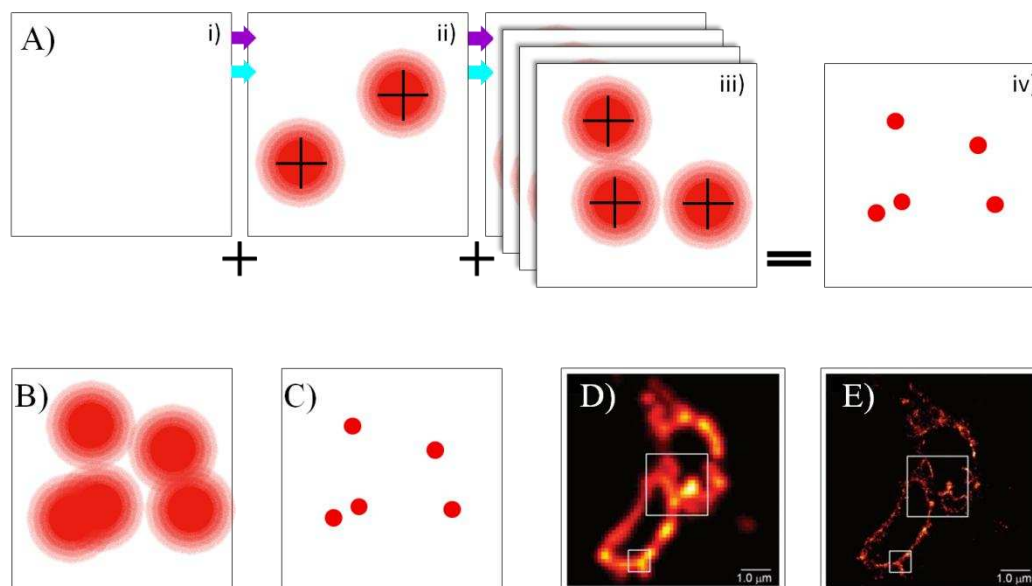 A)
i)
ii)
iii)
iv)
+
+
=
B)
C)
D)
1.0 μm
E)
1.0 μm